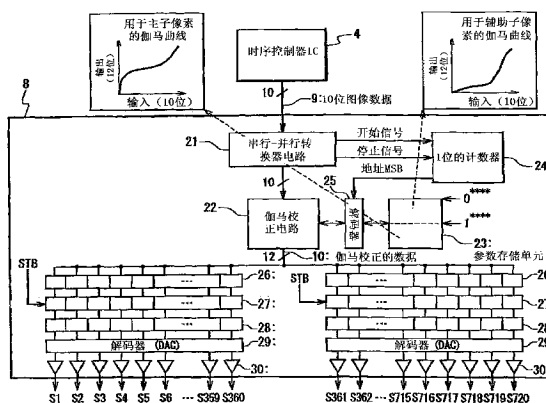 用于主子像素
的伽马曲线
输出
(12位)
输入 (10位)
时序控制器IC
4
用于辅助子像
素的伽马曲线
输出
(12位)
输入 (10位)
8
10
9:10位图像数据
21
串行-并行转
换器电路
开始信号
停止信号
地址MSB
1位的计数器
24
25
10
22
伽马校正
正电路
0****
1****
23:
12
10:
伽马校正的数据
参数存储单元
STB
STB
26:
27:
28:
29:
30:
解码器 (DAC)
解码器 (DAC)
26
27
28
29
30:
S1 S2 S3 S4 S5 S6 ··· S359 S360
S361 S362 ··· S715 S716 S717 S718 S719 S720